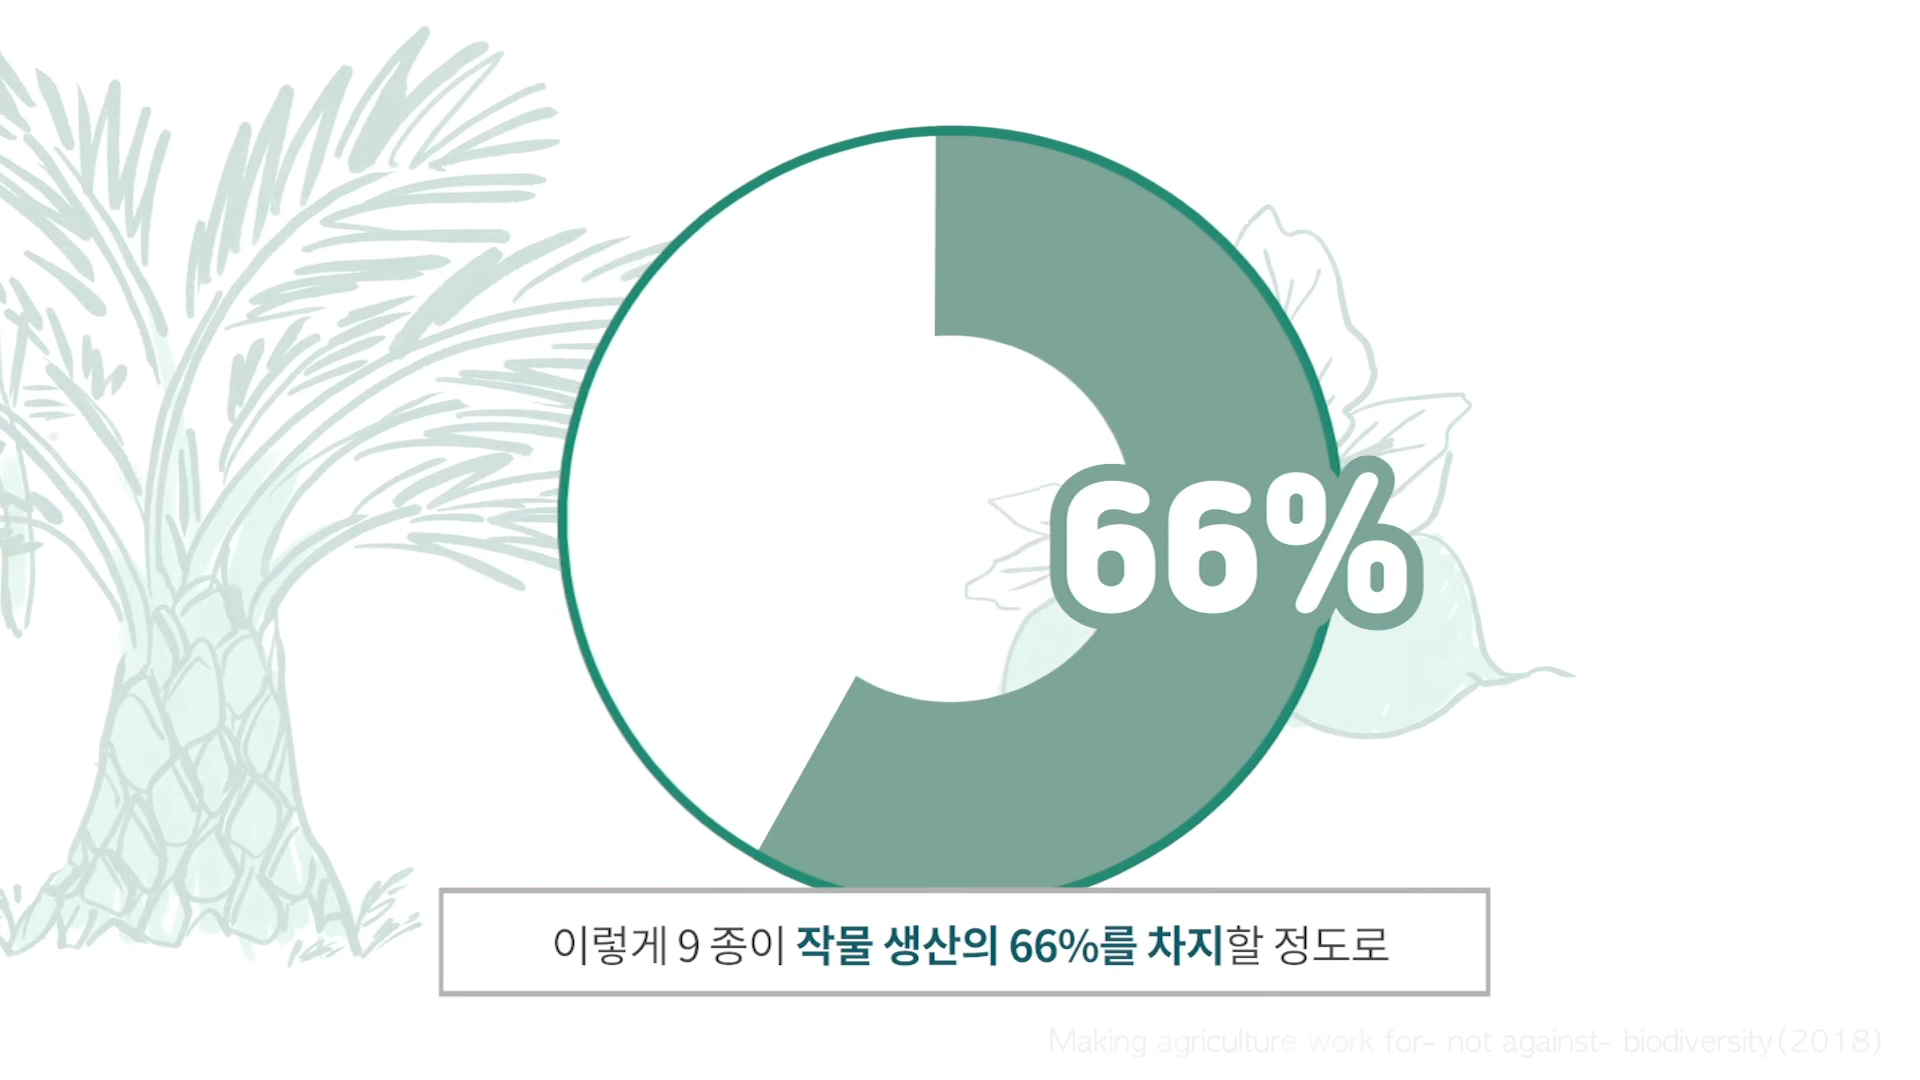 66%
이렇게 9 종이 작물 생산의 66%를 차지할 정도로
Making agriculture work for- not against- biodiversity(2018)